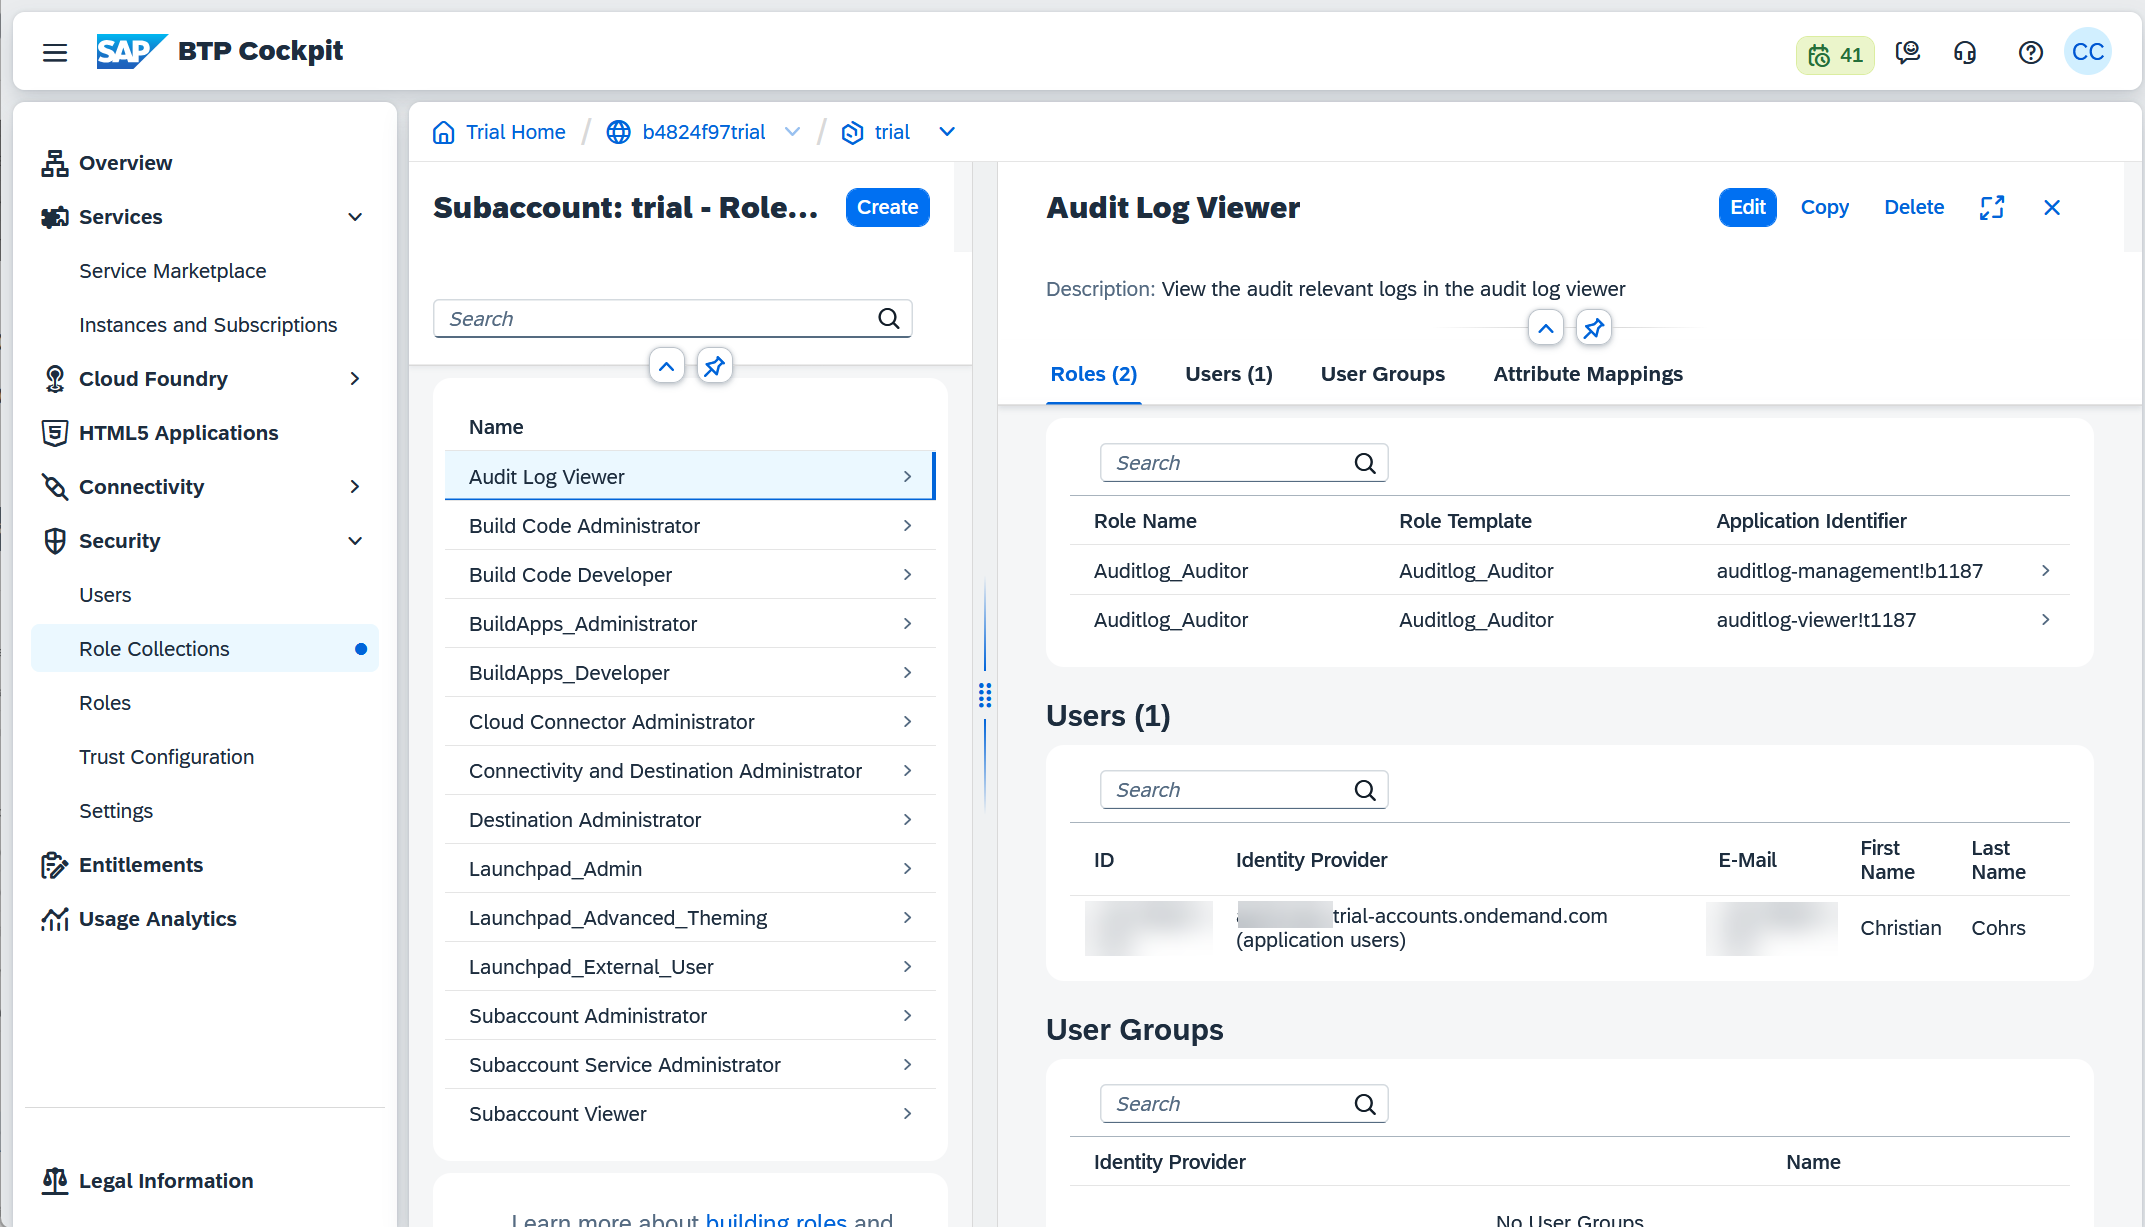 SAP BTP Cockpit
41
CC
Overview
Services
Service Marketplace
Instances and Subscriptions
Cloud Foundry
HTML5 Applications
Connectivity
Security
Users
Role Collections
Roles
Trust Configuration
Settings
Entitlements
Usage Analytics
Legal Information
Trial Home / b4824f97trial / trial
Subaccount: trial - Role...
Create
Search
Name
Audit Log Viewer
Build Code Administrator
Build Code Developer
BuildApps_Administrator
BuildApps_Developer
Cloud Connector Administrator
Connectivity and Destination Administrator
Destination Administrator
Launchpad_Admin
Launchpad_Advanced_Theming
Launchpad_External_User
Subaccount Administrator
Subaccount Service Administrator
Subaccount Viewer
Learn more about building roles and
Audit Log Viewer
Edit Copy Delete
Description: View the audit relevant logs in the audit log viewer
Roles (2) Users (1) User Groups Attribute Mappings
Search
Role Name Role Template Application Identifier
Auditlog_Auditor Auditlog_Auditor auditlog-management!b1187
Auditlog_Auditor Auditlog_Auditor auditlog-viewer!t1187
Users (1)
Search
ID Identity Provider E-Mail First Name Last Name
trial-accounts.ondemand.com
(application users)
Christian Cohrs
User Groups
Search
Identity Provider Name
No User Groups